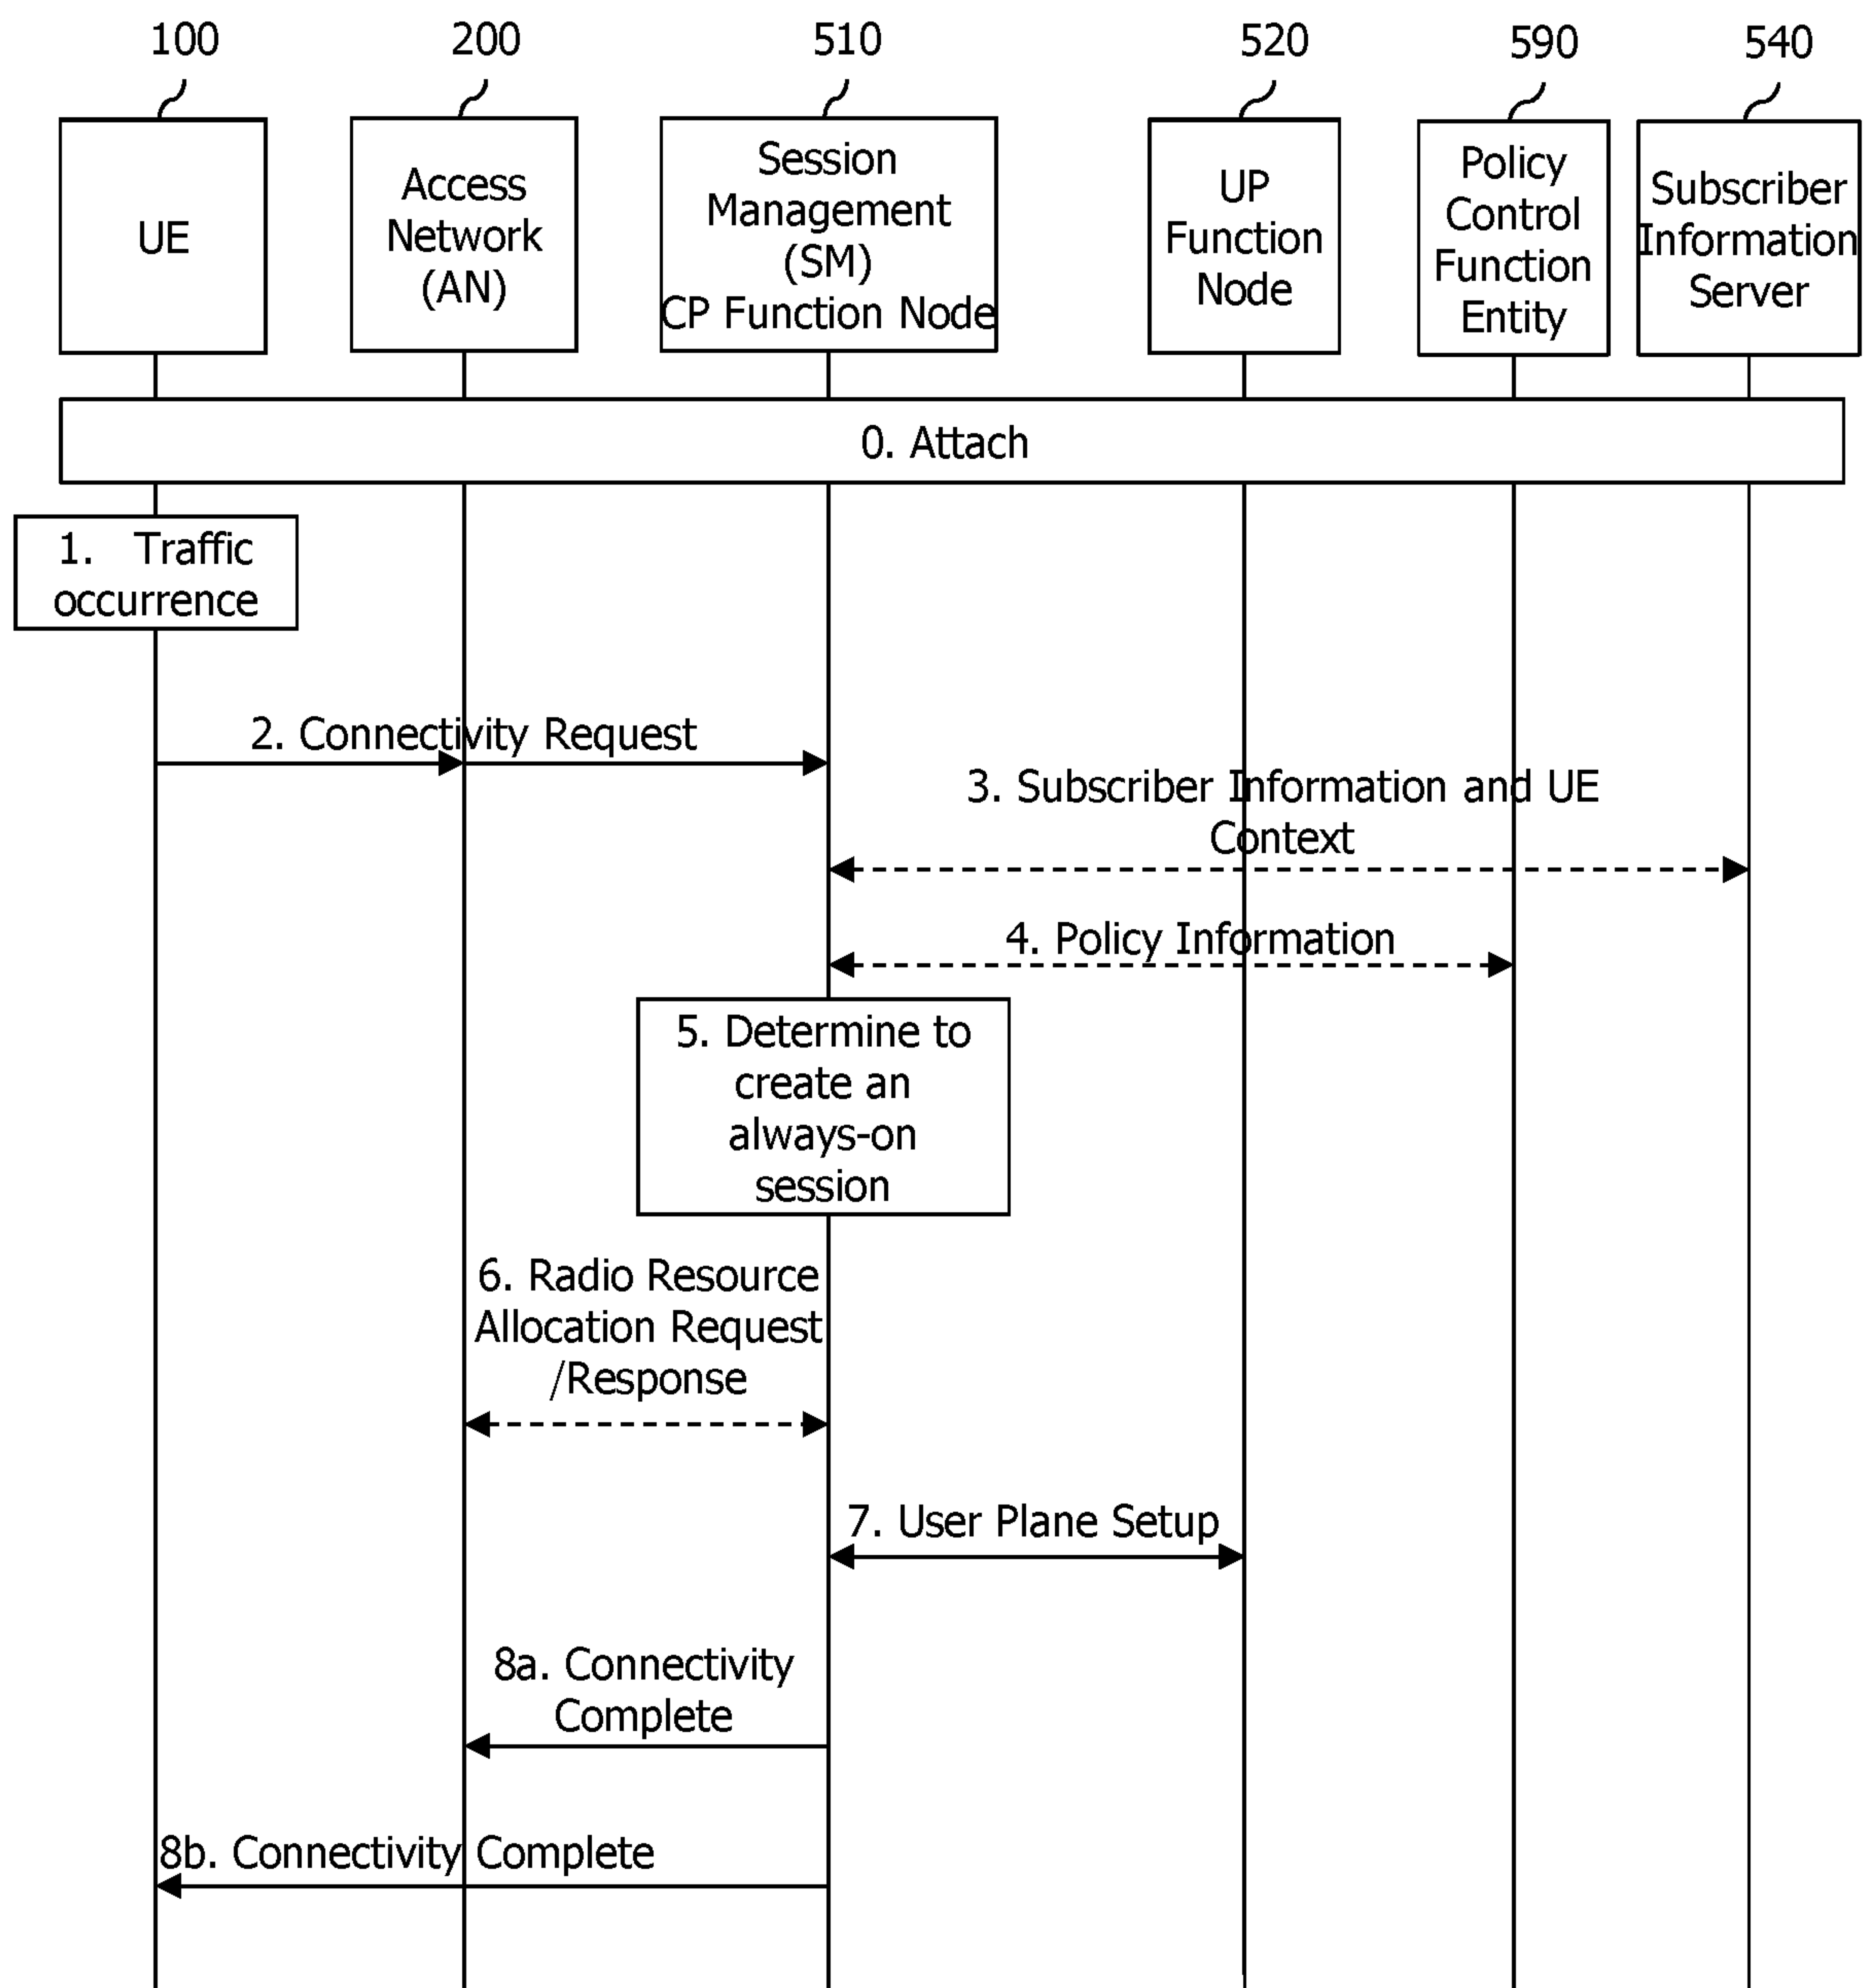 100
200
510
520
590
540
UE
Access
Network
(AN)
Session
Management
(SM)
CP Function Node
UP
Function
Node
Policy
Control
Function
Entity
Subscriber
Information
Server
0. Attach
1. Traffic
occurrence
2. Connectivity Request
3. Subscriber Information and UE
Context
4. Policy Information
5. Determine to
create an
always-on
session
6. Radio Resource
Allocation Request
/Response
7. User Plane Setup
8a. Connectivity
Complete
8b. Connectivity Complete